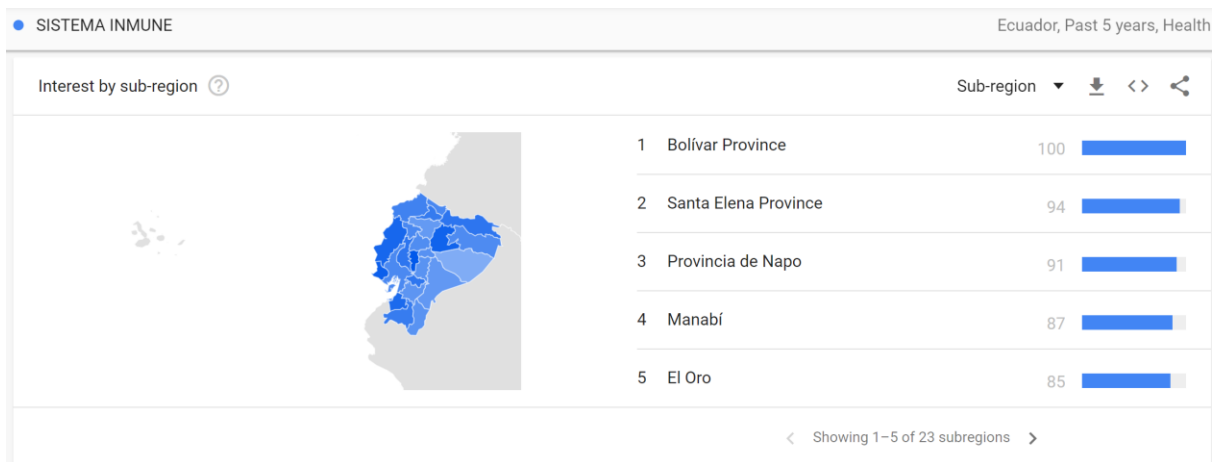 SISTEMA INMUNE
Ecuador, Past 5 years, Health
Interest by sub-region ?
Sub-region
1 Bolívar Province 100
2 Santa Elena Province 94
3 Provincia de Napo 91
4 Manabí 87
5 El Oro 85
Showing 1–5 of 23 subregions